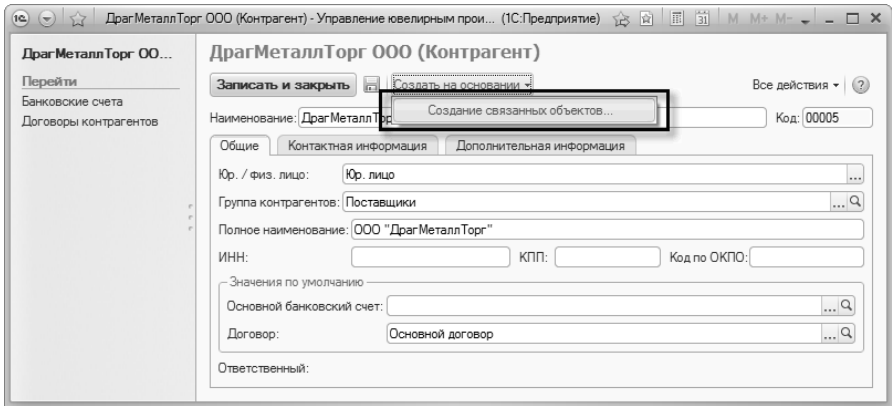 ДрагМеталлТорг ООО (Контрагент) - Управление ювелирным прои... (1С:Предприятие) 31 M M+ M-
ДрагМеталлТорг ОО...
ДрагМеталлТорг ООО (Контрагент)
Перейти
Банковские счета
Договоры контрагентов
Записать и закрыть Создать на основании Все действия ?
Создание связанных объектов...
Наименование: ДрагМеталлТор Код: 00005
Общие Контактная информация Дополнительная информация
Юр. / физ. лицо: Юр. лицо ...
Группа контрагентов: Поставщики ...
Полное наименование: ООО "ДрагМеталлТорг"
ИНН: КПП: Код по ОКПО:
Значения по умолчанию
Основной банковский счет: ...
Договор: Основной договор ...
Ответственный: